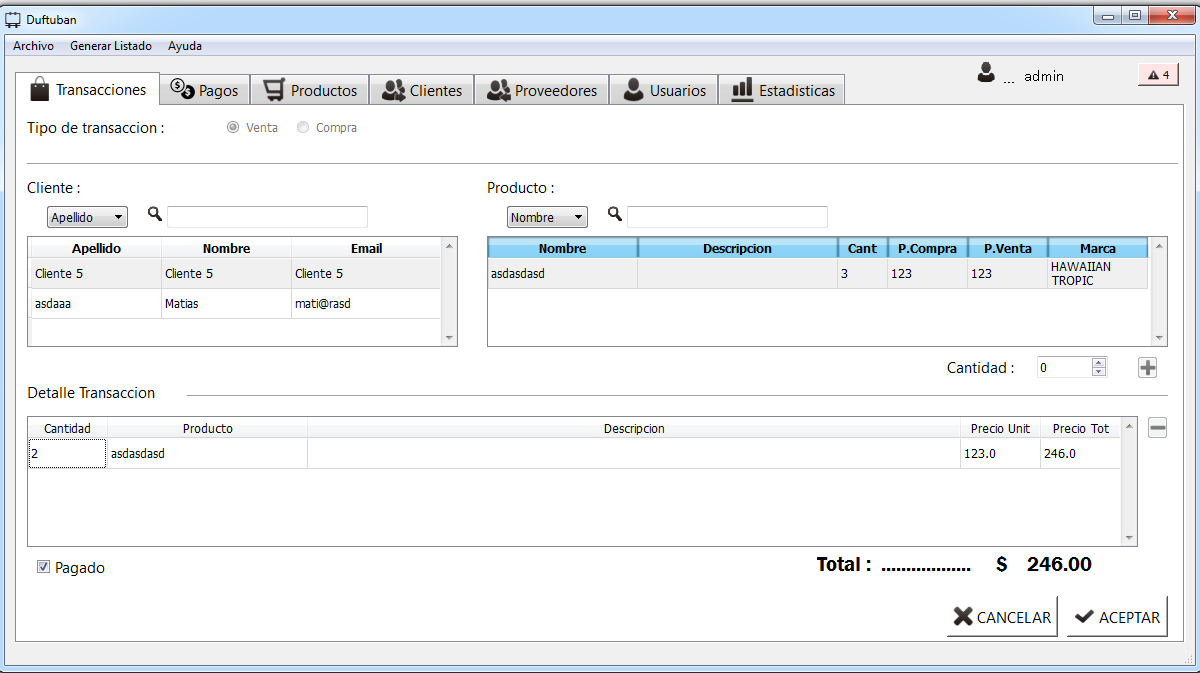 Duftuban
Archivo Generar Listado Ayuda
Transacciones Pagos Productos Clientes Proveedores Usuarios Estadisticas
... admin
4
Tipo de transaccion : Venta Compra
Cliente : Producto :
Apellido Nombre
Apellido Nombre Email
Cliente 5 Cliente 5 Cliente 5
asdaaa Matias mati@rasd
Nombre Descripcion Cant P.Compra P.Venta Marca
asdasdasd 3 123 123 HAWAIIAN
TROPIC
Cantidad : 0
Detalle Transaccion
Cantidad Producto Descripcion Precio Unit Precio Tot
2 asdasdasd 123.0 246.0
Pagado
Total : .................. $ 246.00
CANCELAR ACEPTAR